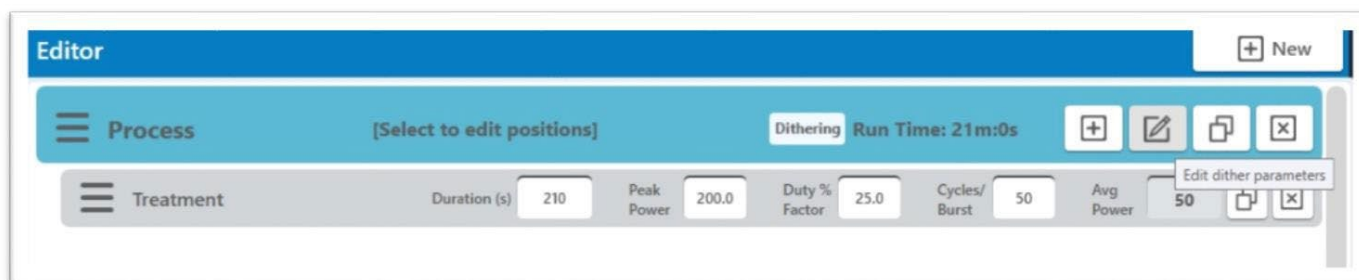 Editor
+ New
Process [Select to edit positions] Dithering Run Time: 21m:0s
Edit dither parameters
Treatment Duration (s) 210 Peak Power 200.0 Duty % Factor 25.0 Cycles/ Burst 50 Avg Power 50